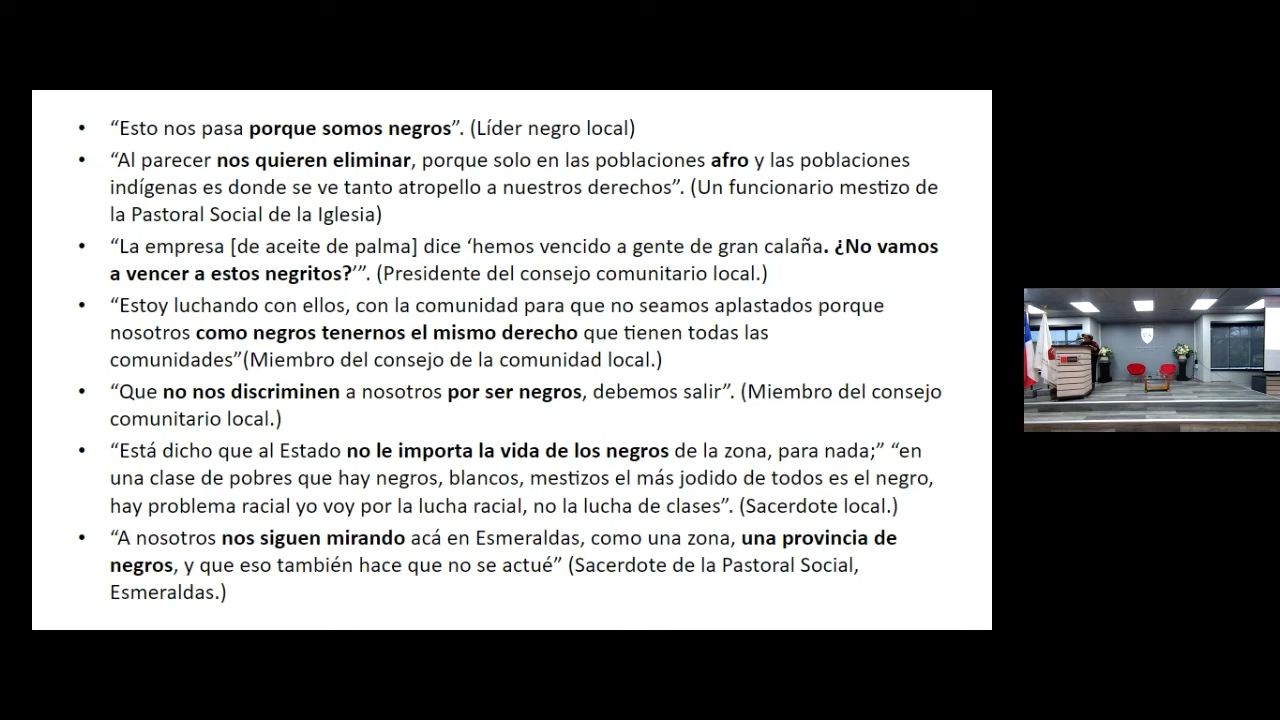 • “Esto nos pasa porque somos negros”. (Líder negro local)
• “Al parecer nos quieren eliminar, porque solo en las poblaciones afro y las poblaciones
indígenas es donde se ve tanto atropello a nuestros derechos”. (Un funcionario mestizo de
la Pastoral Social de la Iglesia)
• “La empresa [de aceite de palma] dice ‘hemos vencido a gente de gran calaña. ¿No vamos
a vencer a estos negritos?’”. (Presidente del consejo comunitario local.)
• “Estoy luchando con ellos, con la comunidad para que no seamos aplastados porque
nosotros como negros tenernos el mismo derecho que tienen todas las
comunidades”(Miembro del consejo de la comunidad local.)
• “Que no nos discriminen a nosotros por ser negros, debemos salir”. (Miembro del consejo
comunitario local.)
• “Está dicho que al Estado no le importa la vida de los negros de la zona, para nada;” “en
una clase de pobres que hay negros, blancos, mestizos el más jodido de todos es el negro,
hay problema racial yo voy por la lucha racial, no la lucha de clases”. (Sacerdote local.)
• “A nosotros nos siguen mirando acá en Esmeraldas, como una zona, una provincia de
negros, y que eso también hace que no se actué” (Sacerdote de la Pastoral Social,
Esmeraldas.)